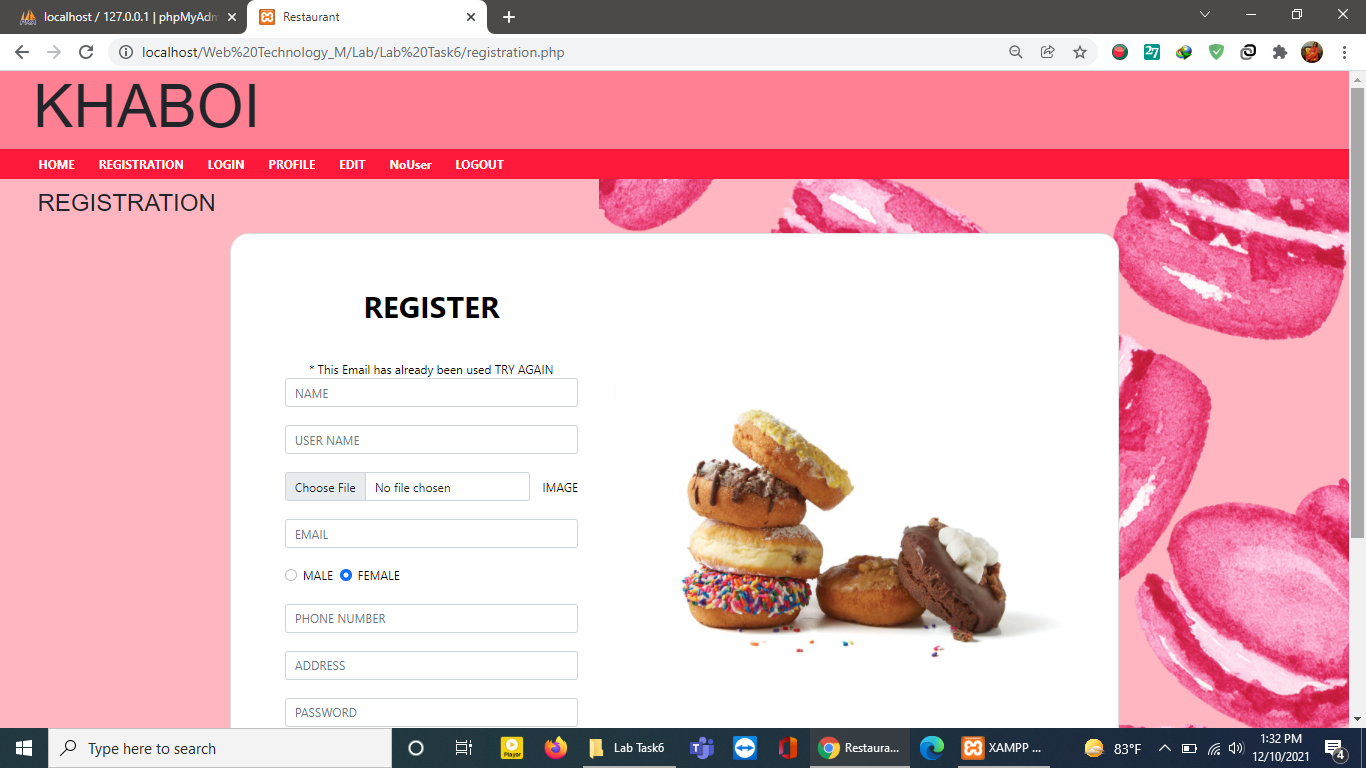 localhost / 127.0.0.1 | phpMyAdm
Restaurant
localhost/Web%20Technology_M/Lab/Lab%20Task6/registration.php
27
KHABOI
HOME REGISTRATION LOGIN PROFILE EDIT NoUser LOGOUT
REGISTRATION
REGISTER
* This Email has already been used TRY AGAIN
NAME
USER NAME
Choose File No file chosen IMAGE
EMAIL
MALE FEMALE
PHONE NUMBER
ADDRESS
PASSWORD
Type here to search
Player
Lab Task6
Restaura...
XAMPP ...
83°F
1:32 PM
12/10/2021
4